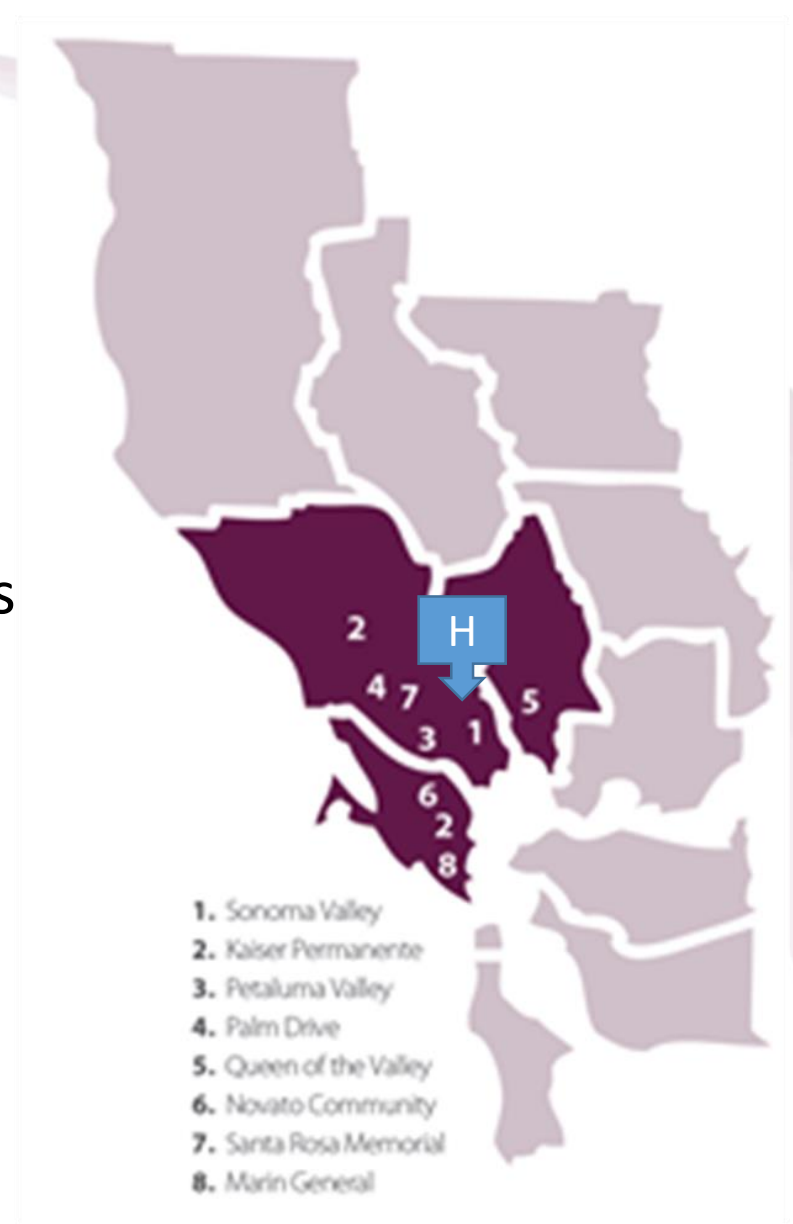 s
H
2
4 7
5
1
3
6
2
8
1. Sonoma Valley
2. Kaiser Permanente
3. Petaluma Valley
4. Palm Drive
5. Queen of the Valley
6. Novato Community
7. Santa Rosa Memorial
8. Marin General